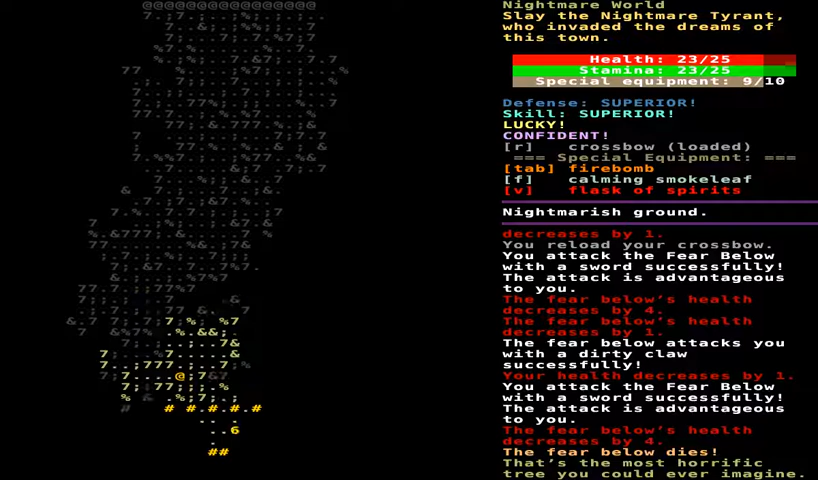 Nightmare World
Slay the Nightmare Tyrant,
who invaded the dreams of
this town.
Health: 23/25
Stamina: 23/25
Special equipment: 9/10
Defense: SUPERIOR!
Skill: SUPERIOR!
LUCKY!
CONFIDENT!
[r] crossbow (loaded)
=== Special Equipment: ===
[tab] firebomb
[f] calming smokeleaf
[v] flask of spirits
Nightmarish ground.
decreases by 1.
You reload your crossbow.
You attack the Fear Below
with a sword successfully!
The attack is advantageous
to you.
The fear below's health
decreases by 4.
The fear below's health
decreases by 1.
The fear below attacks you
with a dirty claw
successfully!
Your health decreases by 1.
You attack the Fear Below
with a sword successfully!
The attack is advantageous
to you.
The fear below's health
decreases by 4.
The fear below dies!
That's the most horrific
tree you could ever imagine.